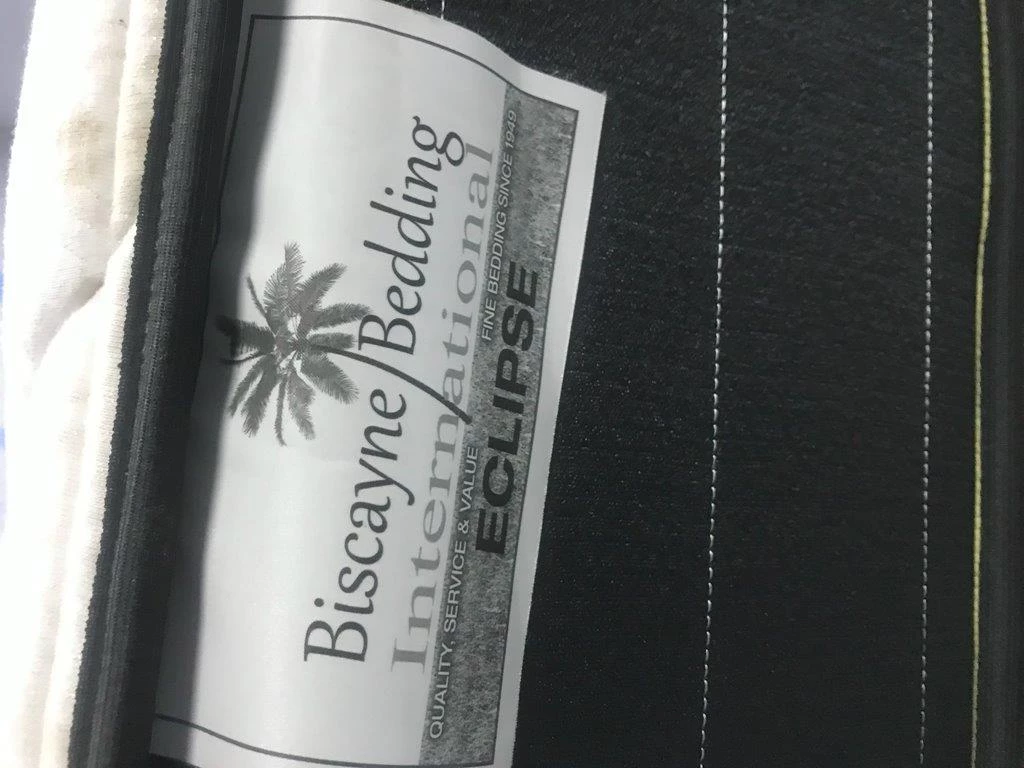 Biscayne Bedding
International
QUALITY, SERVICE & VALUE FINE BEDDING SINCE 1949
ECLIPSE